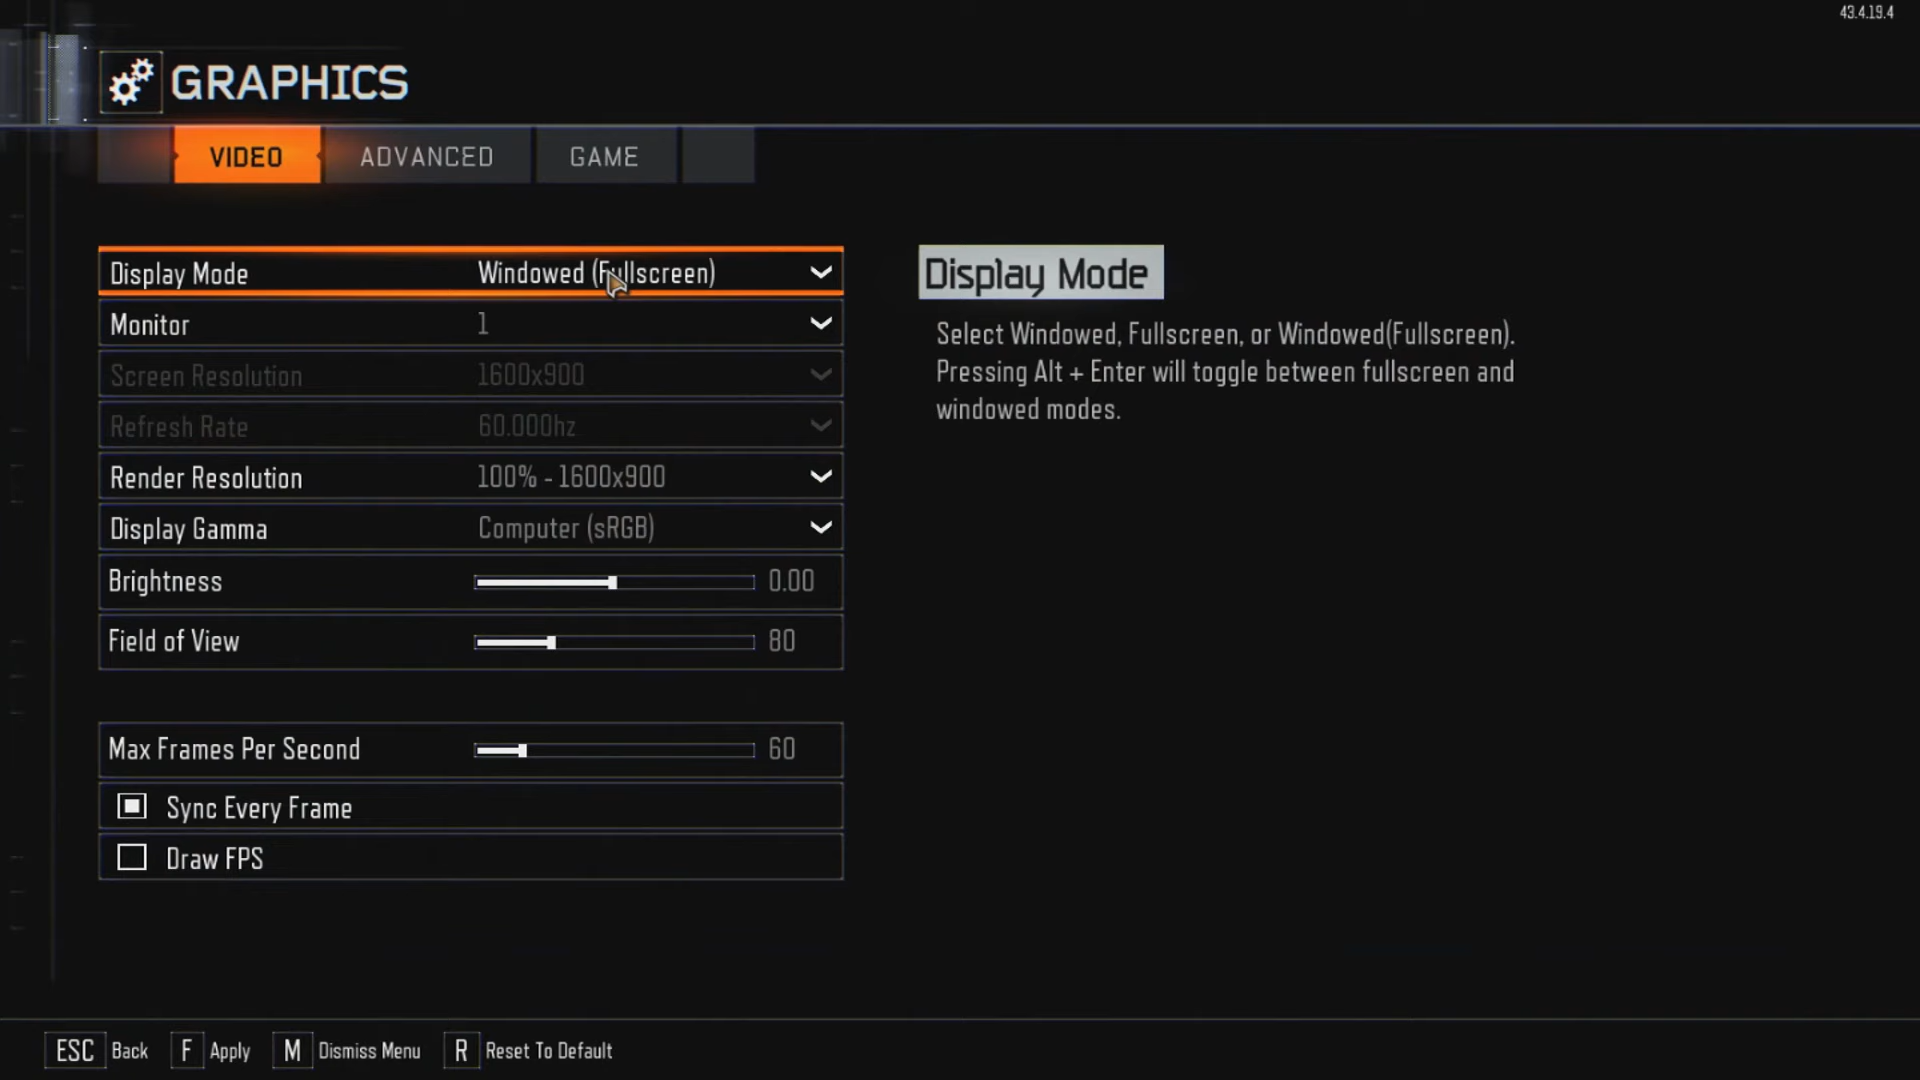 43.4.19.4
GRAPHICS
VIDEO ADVANCED GAME
Display Mode Windowed (Fullscreen)
Monitor 1
Screen Resolution 1600x900
Refresh Rate 60.000hz
Render Resolution 100% - 1600x900
Display Gamma Computer (sRGB)
Brightness 0.00
Field of View 80
Max Frames Per Second 60
Sync Every Frame
Draw FPS
Display Mode
Select Windowed, Fullscreen, or Windowed(Fullscreen).
Pressing Alt + Enter will toggle between fullscreen and
windowed modes.
ESC Back F Apply M Dismiss Menu R Reset To Default